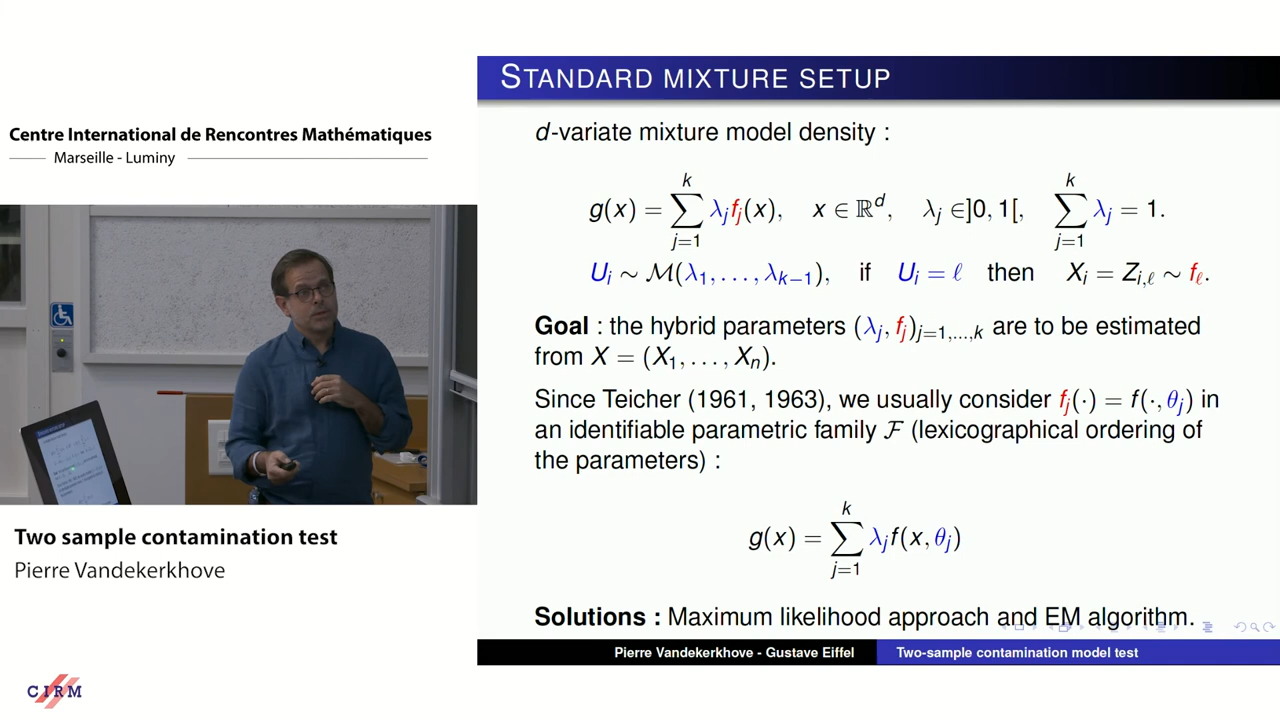 Centre International de Rencontres Mathématiques
Marseille - Luminy
Two sample contamination test
Pierre Vandekerkhove
CIRM
STANDARD MIXTURE SETUP
d-variate mixture model density :
g(x) = ∑_{j=1}^{k} λ_j f_j(x), x ∈ ℝ^d, λ_j ∈]0, 1[, ∑_{j=1}^{k} λ_j = 1.
U_i ∼ M(λ_1, . . . , λ_{k−1}), if U_i = ℓ then X_i = Z_{i,ℓ} ∼ f_ℓ.
Goal : the hybrid parameters (λ_j, f_j)_{j=1,...,k} are to be estimated
from X = (X_1, . . . , X_n).
Since Teicher (1961, 1963), we usually consider f_j(·) = f(·, θ_j) in
an identifiable parametric family F (lexicographical ordering of
the parameters) :
g(x) = ∑_{j=1}^{k} λ_j f(x, θ_j)
Solutions : Maximum likelihood approach and EM algorithm.
Pierre Vandekerkhove - Gustave Eiffel
Two-sample contamination model test